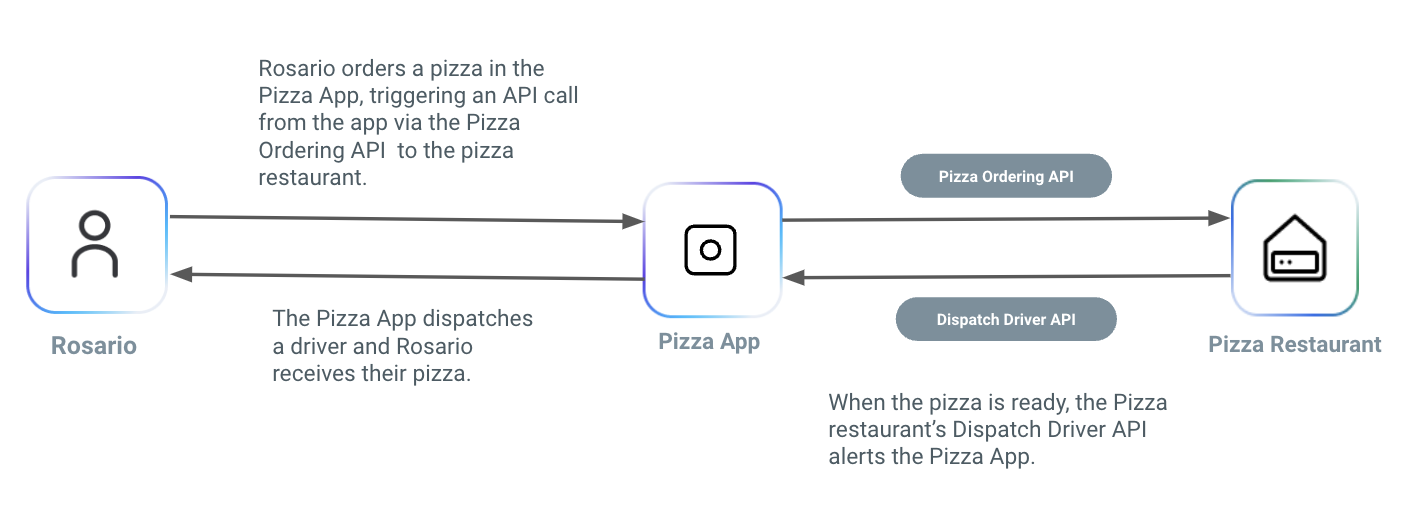 Rosario orders a pizza in the
Pizza App, triggering an API call
from the app via the Pizza
Ordering API  to the pizza
restaurant.
Pizza Ordering API
Dispatch Driver API
Rosario
Pizza App
Pizza Restaurant
The Pizza App dispatches
a driver and Rosario
receives their pizza.
When the pizza is ready, the Pizza
restaurant’s Dispatch Driver API
alerts the Pizza App.